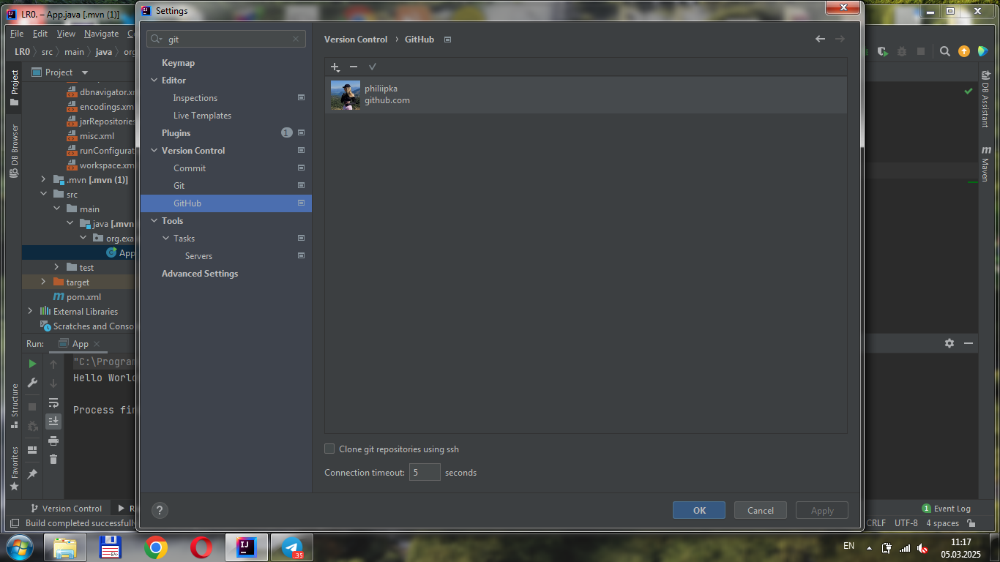 LR0. – App.java [.mvn (1)]
File Edit View Navigate
LR0 src main java
Project
dbnavigator.xm
encodings.xm
jarRepositories
misc.xml
runConfigurat
workspace.xm
.mvn [.mvn (1)]
src
main
java [.mvn
org.exa
App
test
target
pom.xml
External Libraries
Scratches and Conso
Project
DB Browser
Structure
Favorites
Run: App
"C:\Program
Hello World
Process fin
Version Control
Build completed successfully
Settings
git
Keymap
Editor
Inspections
Live Templates
Plugins 1
Version Control
Commit
Git
GitHub
Tools
Tasks
Servers
Advanced Settings
Version Control › GitHub
philiipka
github.com
Clone git repositories using ssh
Connection timeout: 5 seconds
?
OK Cancel Apply
DB Assistant
m Maven
1 Event Log
CRLF UTF-8 4 spaces
64
IJ
.35
EN
11:17
05.03.2025